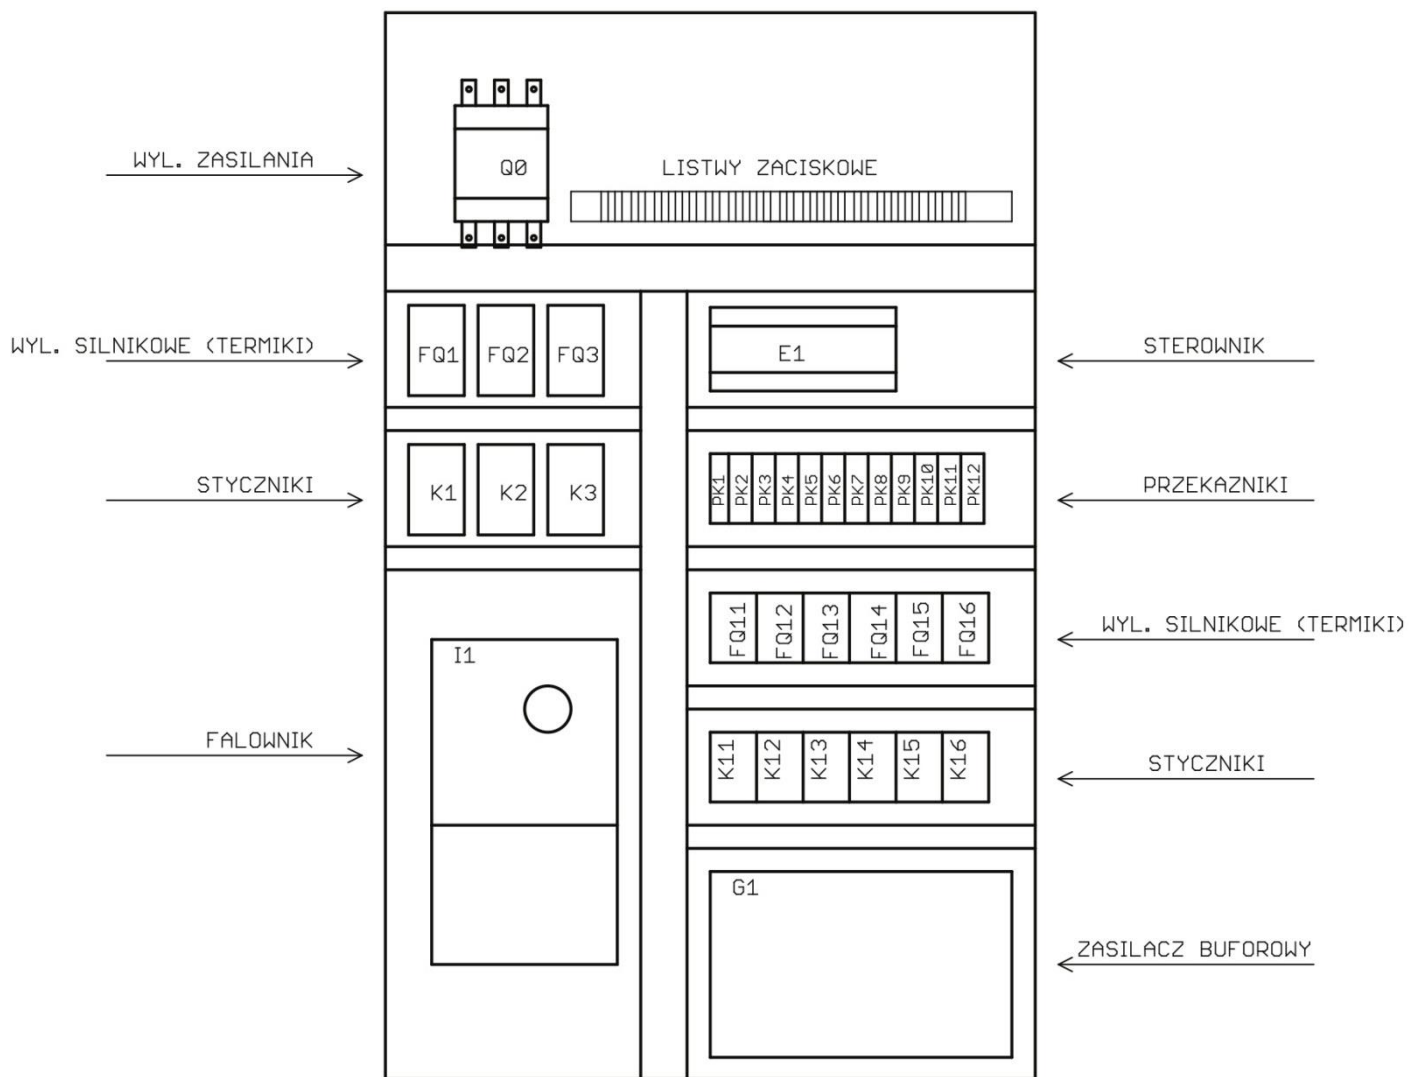 WYL. ZASILANIA
Q0
LISTWY ZACISKOWE
WYL. SILNIKOWE (TERMIKI)
FQ1 FQ2 FQ3
E1
STEROWNIK
STYCZNIKI
K1 K2 K3
PK1 PK2 PK3 PK4 PK5 PK6 PK7 PK8 PK9 PK10 PK11 PK12
PRZEKAZNIKI
FQ11 FQ12 FQ13 FQ14 FQ15 FQ16
WYL. SILNIKOWE (TERMIKI)
I1
FALOWNIK
K11 K12 K13 K14 K15 K16
STYCZNIKI
G1
ZASILACZ BUFOROWY